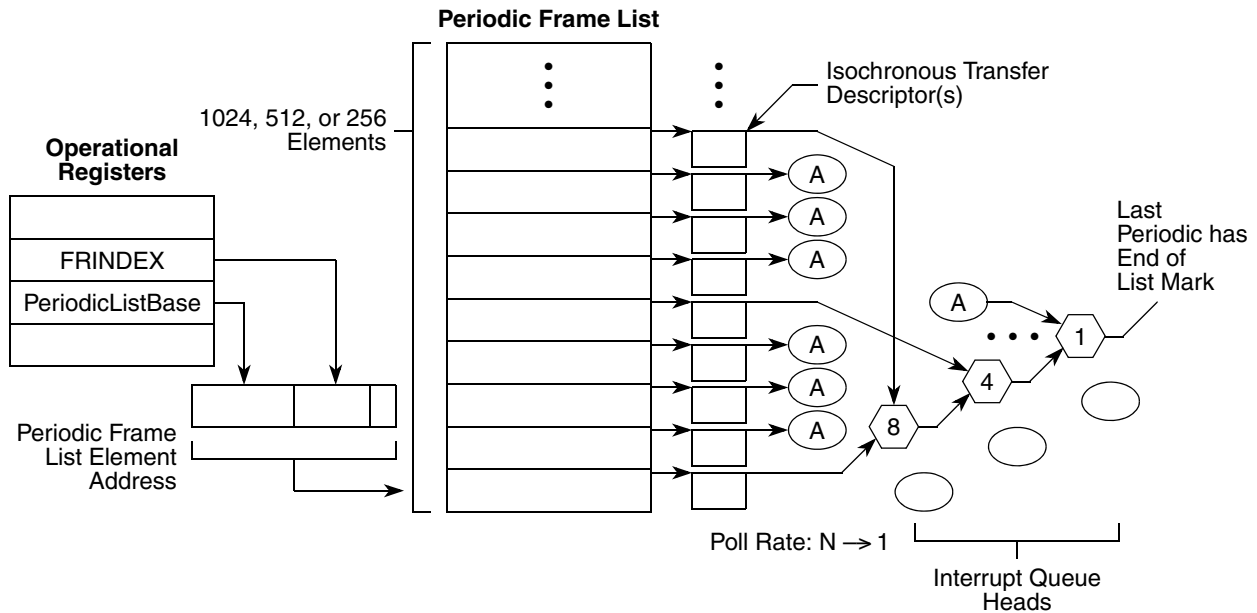 Periodic Frame List
Isochronous Transfer
Descriptor(s)
1024, 512, or 256
Elements
Operational
Registers
FRINDEX
PeriodicListBase
A
A
A
A
A
A
A
Last
Periodic has
End of
List Mark
1
4
8
Periodic Frame
List Element
Address
Poll Rate: N → 1
Interrupt Queue
Heads